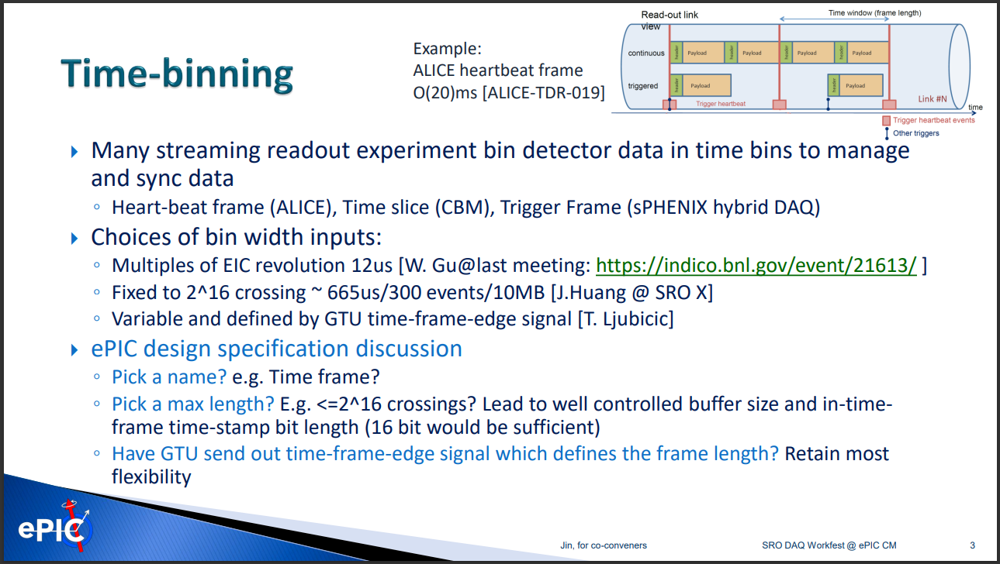 Time-binning
Example:
ALICE heartbeat frame
O(20)ms [ALICE-TDR-019]
Read-out link
view
Time window (frame length)
continuous
header
Payload
header
Payload
header
Payload
header
Payload
triggered
header
Payload
header
Payload
Trigger heartbeat
Link #N
time
Trigger heartbeat events
Other triggers
Many streaming readout experiment bin detector data in time bins to manage
and sync data
Heart-beat frame (ALICE), Time slice (CBM), Trigger Frame (sPHENIX hybrid DAQ)
Choices of bin width inputs:
Multiples of EIC revolution 12us [W. Gu@last meeting: https://indico.bnl.gov/event/21613/ ]
Fixed to 2^16 crossing ~ 665us/300 events/10MB [J.Huang @ SRO X]
Variable and defined by GTU time-frame-edge signal [T. Ljubicic]
ePIC design specification discussion
Pick a name? e.g. Time frame?
Pick a max length? E.g. <=2^16 crossings? Lead to well controlled buffer size and in-time-
frame time-stamp bit length (16 bit would be sufficient)
Have GTU send out time-frame-edge signal which defines the frame length? Retain most
flexibility
ePIC
Jin, for co-conveners
SRO DAQ Workfest @ ePIC CM
3